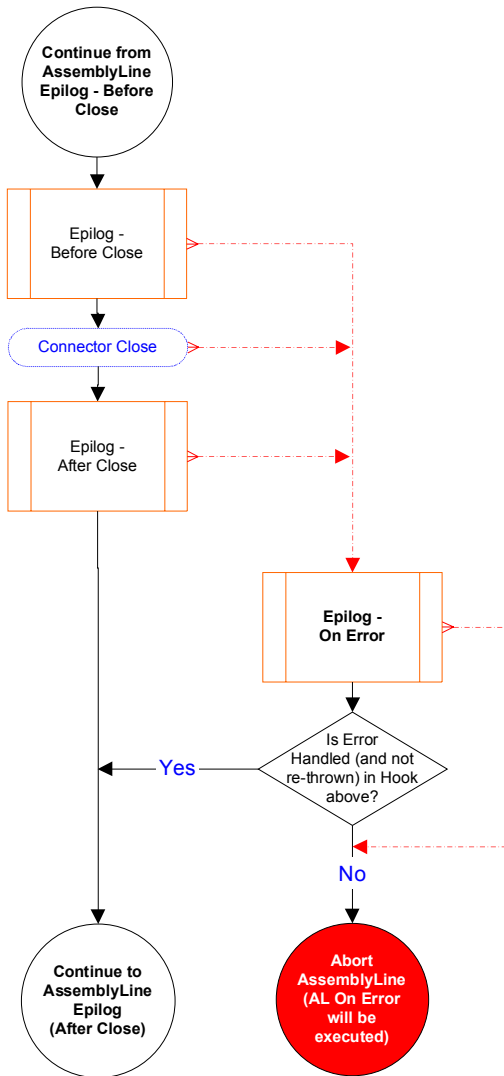 Continue from
AssemblyLine
Epilog - Before
Close
Epilog -
Before Close
Connector Close
Epilog -
After Close
Epilog -
On Error
Is Error
Handled (and not
re-thrown) in Hook
above?
Yes
No
Continue to
AssemblyLine
Epilog
(After Close)
Abort
AssemblyLine
(AL On Error
will be
executed)